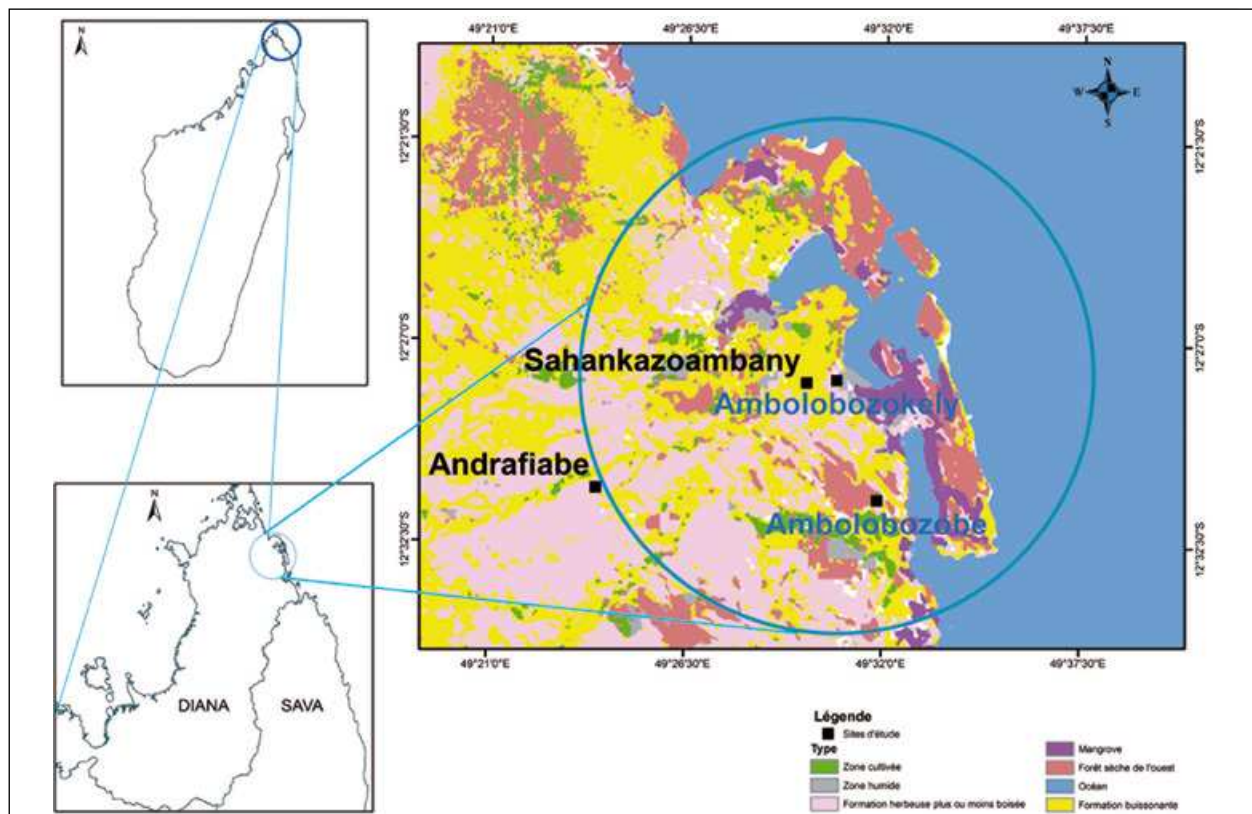 N
N
DIANA
SAVA
49°21'0"E
49°26'30"E
49°32'0"E
49°37'30"E
N
W
E
S
12°21'30"S
12°21'30"S
12°27'0"S
12°27'0"S
Sahankazoambany
Ambolobozokely
Andrafiabe
Ambolobozobe
12°32'30"S
12°32'30"S
49°21'0"E
49°26'30"E
49°32'0"E
49°37'30"E
Légende
Sites d'étude
Type
Zone cultivée
Zone humide
Formation herbeuse plus ou moins boisée
Mangrove
Forêt sèche de l'ouest
Océan
Formation buissonante